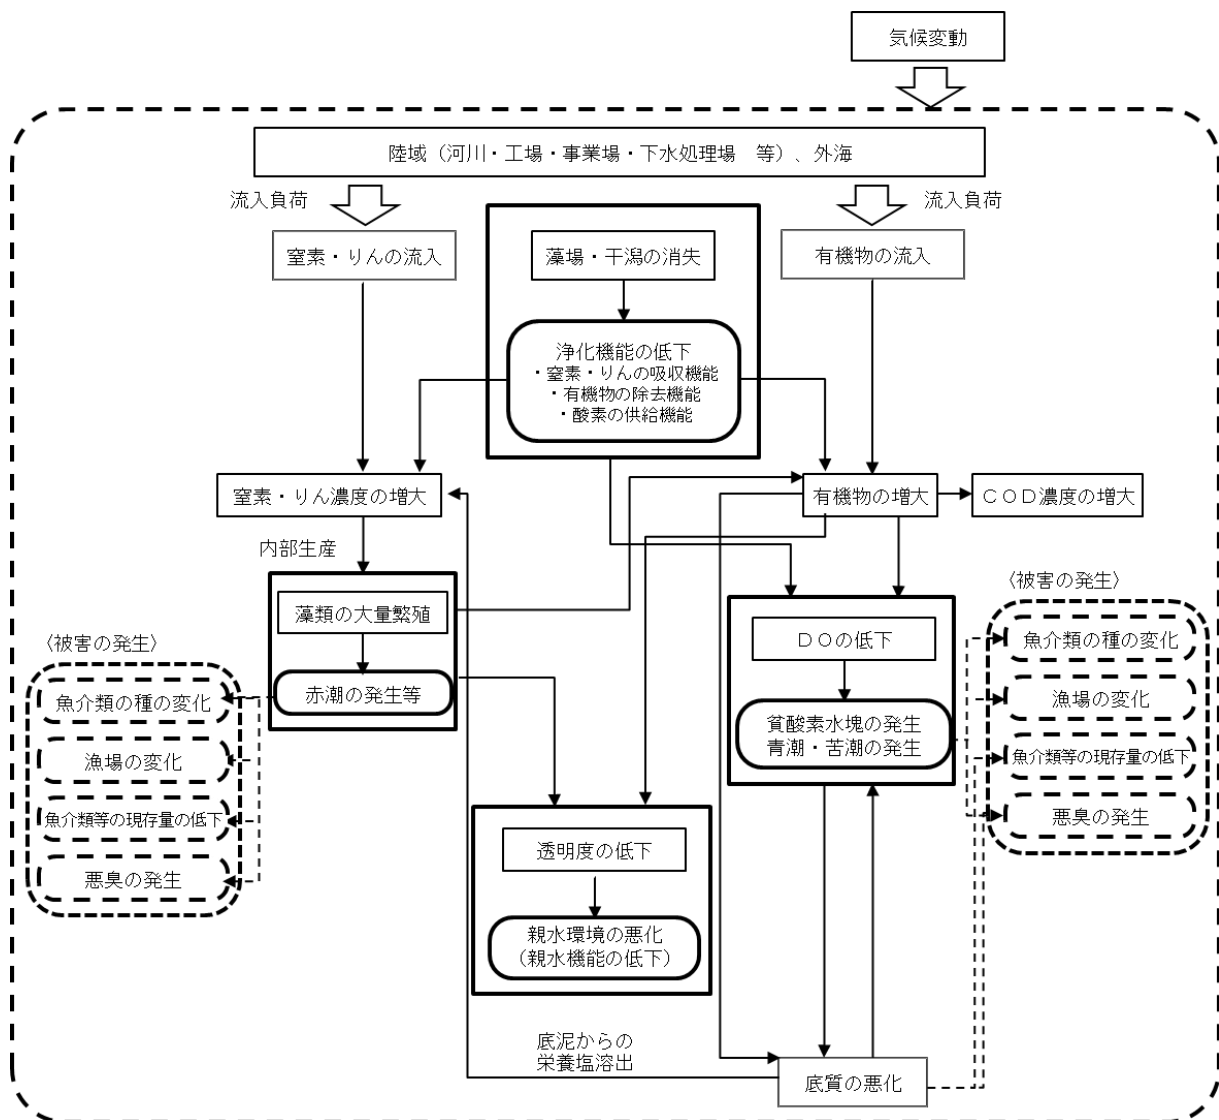 気候変動
陸域（河川・工場・事業場・下水処理場　等）、外海
流入負荷
流入負荷
窒素・りんの流入
藻場・干潟の消失
有機物の流入
浄化機能の低下
・窒素・りんの吸収機能
・有機物の除去機能
・酸素の供給機能
窒素・りん濃度の増大
有機物の増大
ＣＯＤ濃度の増大
内部生産
藻類の大量繁殖
赤潮の発生等
〈被害の発生〉
魚介類の種の変化
漁場の変化
魚介類等の現存量の低下
悪臭の発生
ＤＯの低下
貧酸素水塊の発生
青潮・苦潮の発生
〈被害の発生〉
魚介類の種の変化
漁場の変化
魚介類等の現存量の低下
悪臭の発生
透明度の低下
親水環境の悪化
（親水機能の低下）
底泥からの
栄養塩溶出
底質の悪化